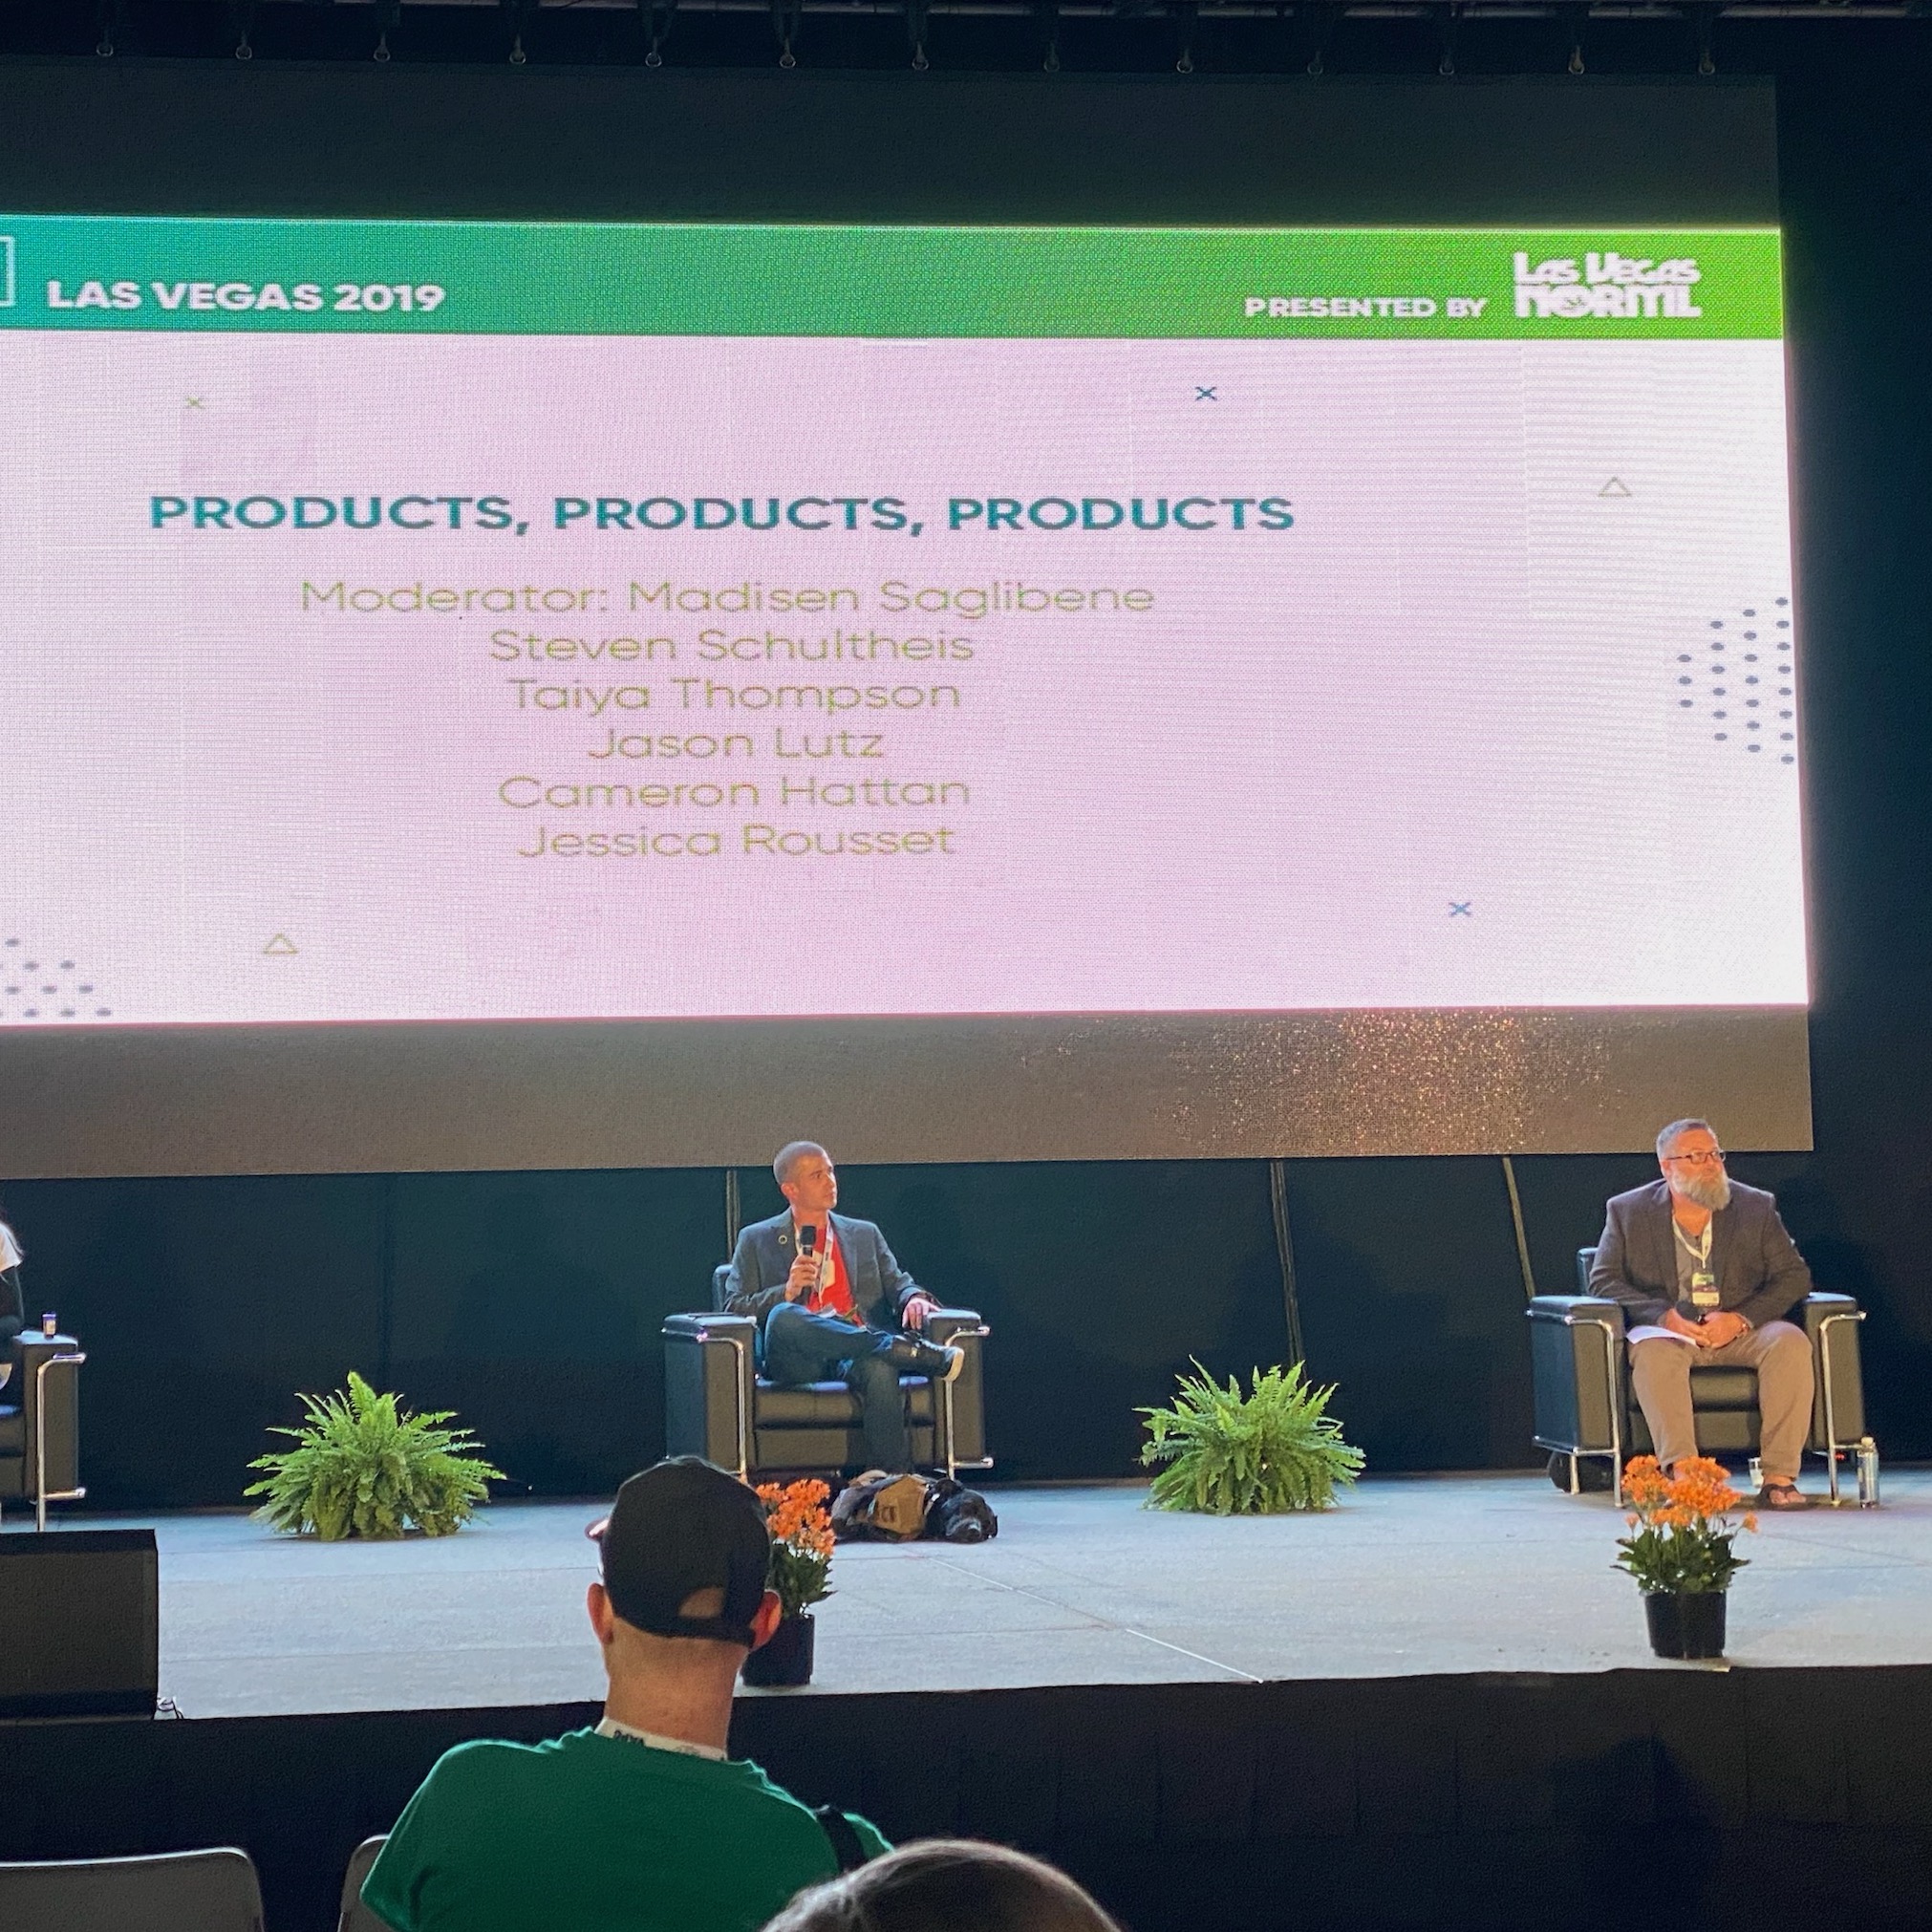 LAS VEGAS 2019
PRESENTED BY
Las Vegas
NORML
PRODUCTS, PRODUCTS, PRODUCTS
Moderator: Madisen Saglibene
Steven Schultheis
Taiya Thompson
Jason Lutz
Cameron Hattan
Jessica Rousset